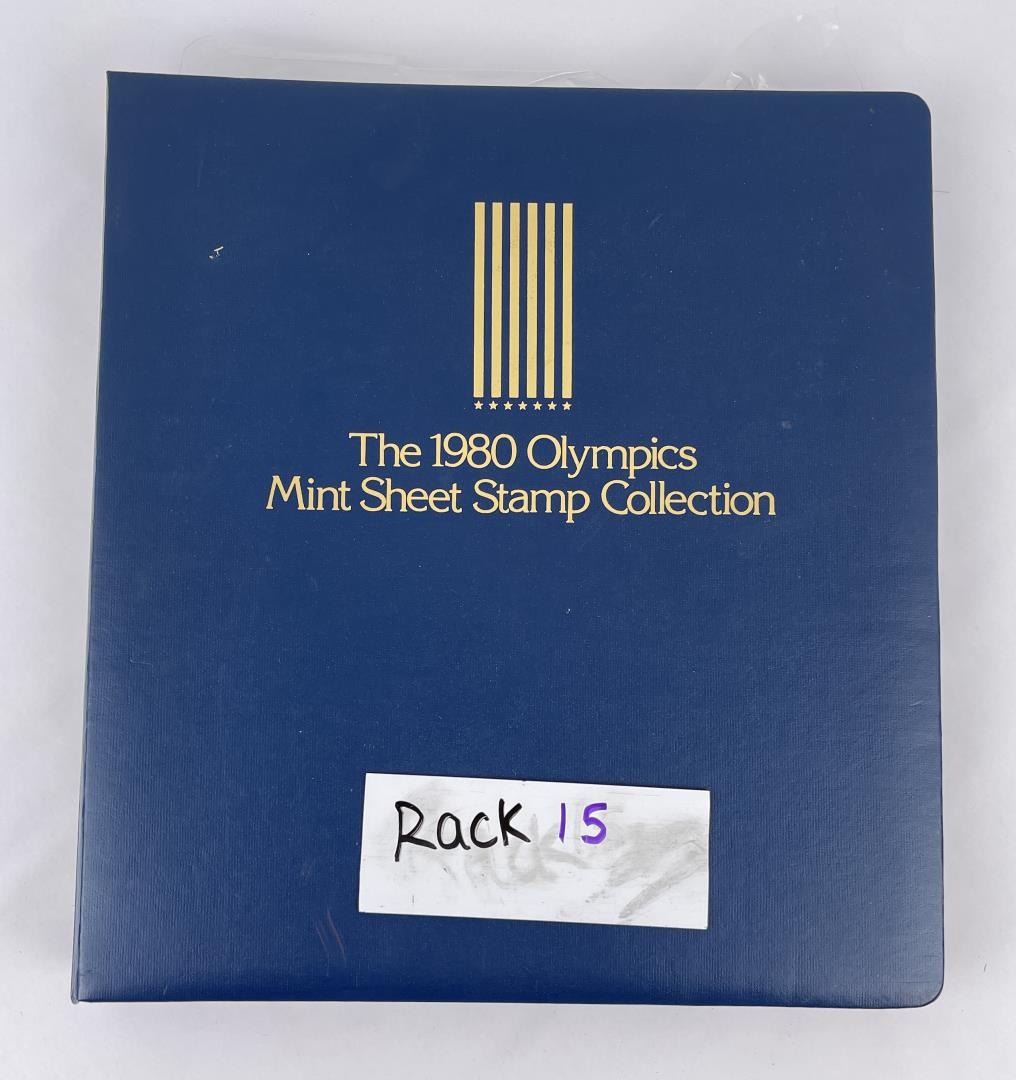 The 1980 Olympics
Mint Sheet Stamp Collection
Rack 15